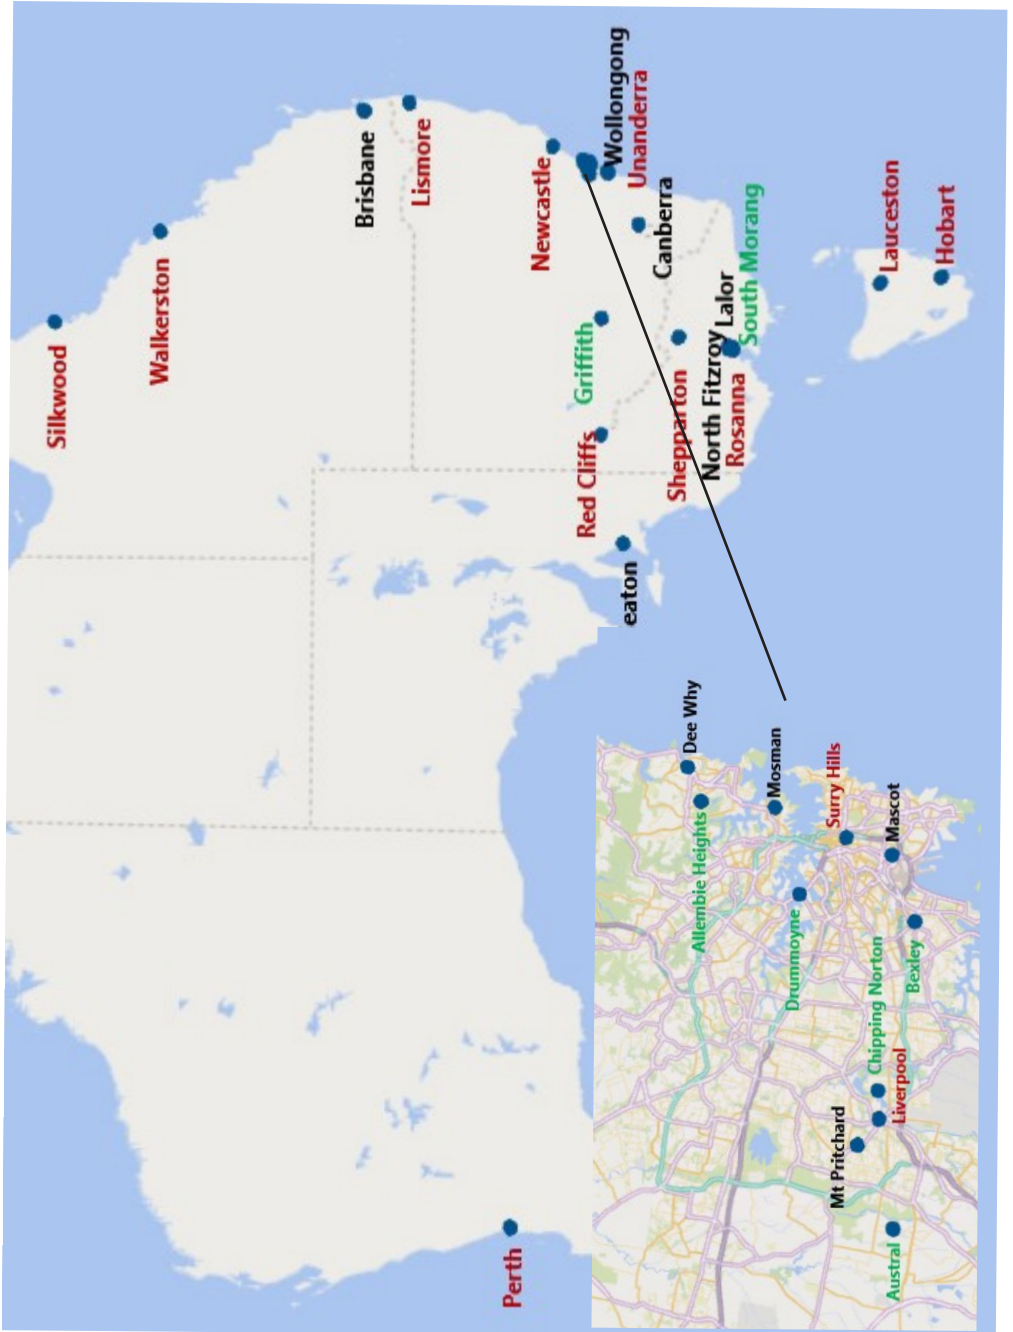 Silkwood
Walkerston
Brisbane
Lismore
Newcastle
Wollongong
Unanderra
Canberra
Griffith
Red Cliffs
Shepparton
North Fitzroy
Lalor
South Morang
Rosanna
eaton
Lauceston
Hobart
Perth
Dee Why
Allembie Heights
Mosman
Surry Hills
Mascot
Drummoyne
Bexley
Chipping Norton
Liverpool
Mt Pritchard
Austral